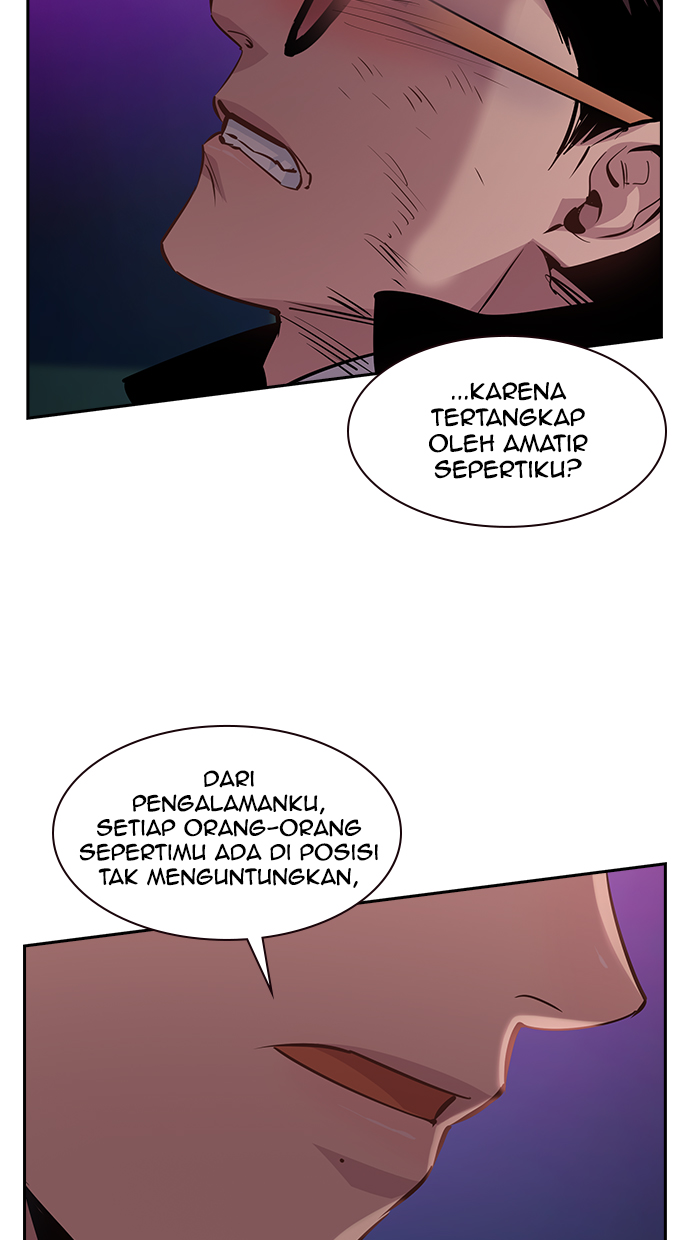 ...KARENA
TERTANGKAP
OLEH AMATIR
SEPERTIKU?
DARI
PENGALAMANKU,
SETIAP ORANG-ORANG
SEPERTIMU ADA DI POSISI
TAK MENGUNTUNGKAN,